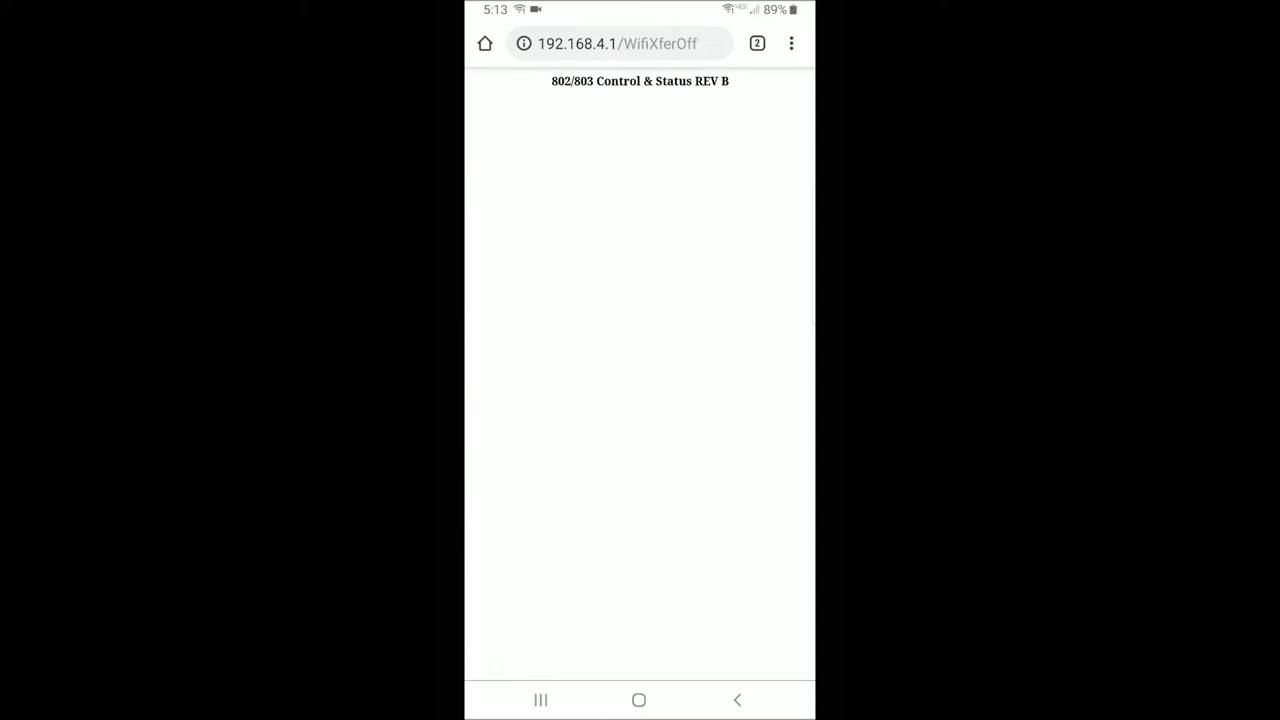 5:13 89%
192.168.4.1/WifiXferOff 2
802/803 Control & Status REV B